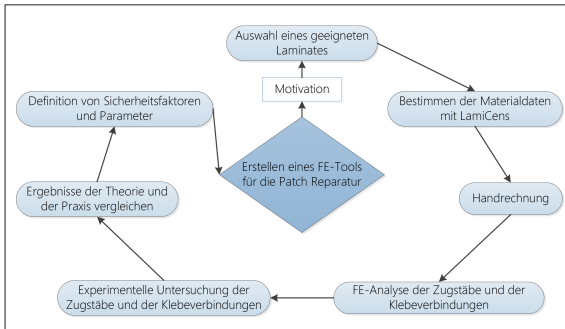 Auswahl eines geeigneten
Laminates
Motivation
Definition von Sicherheitsfaktoren
und Parameter
Bestimmen der Materialdaten
mit LamiCens
Erstellen eines FE-Tools
für die Patch Reparatur
Ergebnisse der Theorie und
der Praxis vergleichen
Handrechnung
Experimentelle Untersuchung der
Zugstäbe und der Klebeverbindungen
FE-Analyse der Zugstäbe und der
Klebeverbindungen